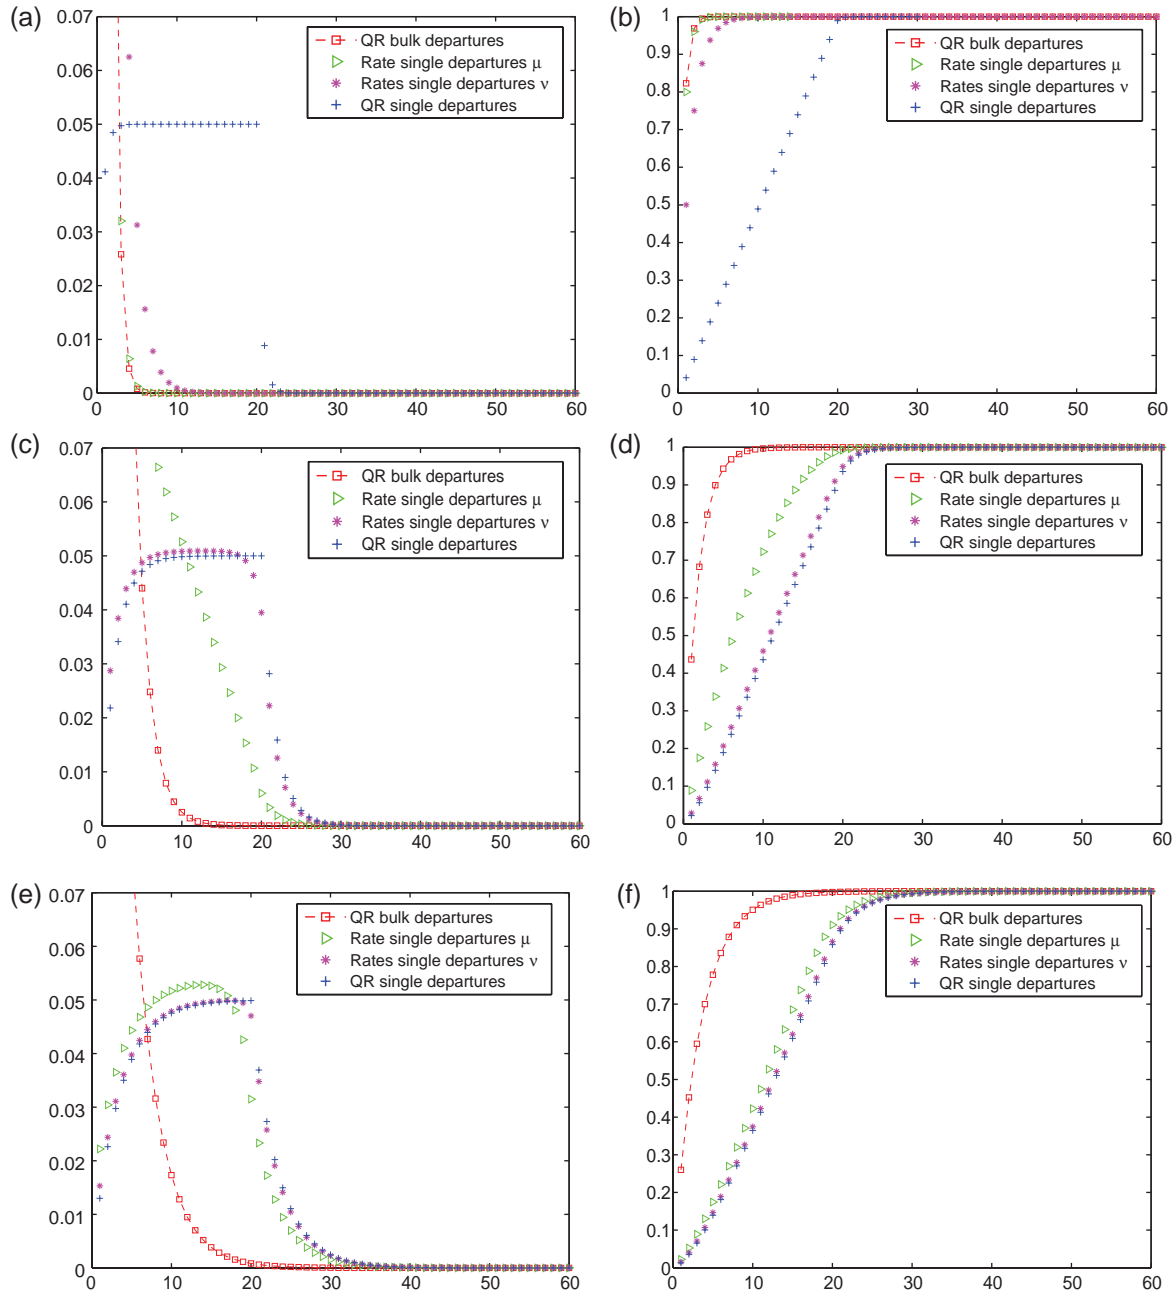 (a)
0.07
0.06
0.05
0.04
0.03
0.02
0.01
0
0 10 20 30 40 50 60
QR bulk departures
Rate single departures μ
Rates single departures ν
QR single departures
(b)
1
0.9
0.8
0.7
0.6
0.5
0.4
0.3
0.2
0.1
0
0 10 20 30 40 50 60
QR bulk departures
Rate single departures μ
Rates single departures ν
QR single departures
(c)
0.07
0.06
0.05
0.04
0.03
0.02
0.01
0
0 10 20 30 40 50 60
QR bulk departures
Rate single departures μ
Rates single departures ν
QR single departures
(d)
1
0.9
0.8
0.7
0.6
0.5
0.4
0.3
0.2
0.1
0
0 10 20 30 40 50 60
QR bulk departures
Rate single departures μ
Rates single departures ν
QR single departures
(e)
0.07
0.06
0.05
0.04
0.03
0.02
0.01
0
0 10 20 30 40 50 60
QR bulk departures
Rate single departures μ
Rates single departures ν
QR single departures
(f)
1
0.9
0.8
0.7
0.6
0.5
0.4
0.3
0.2
0.1
0
0 10 20 30 40 50 60
QR bulk departures
Rate single departures μ
Rates single departures ν
QR single departures